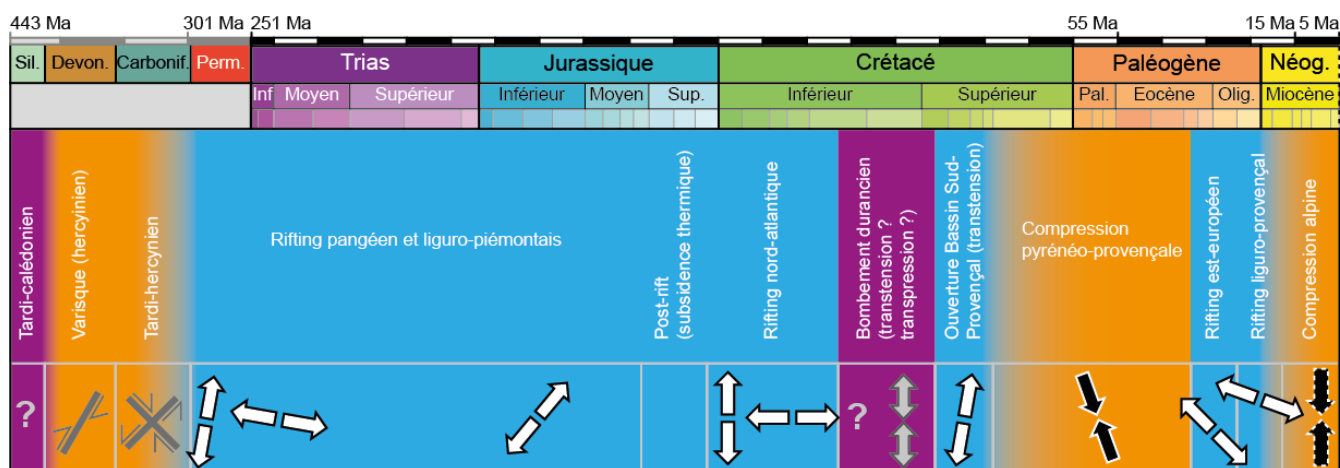 443 Ma 301 Ma 251 Ma 55 Ma 15 Ma 5 Ma
Sil. Devon. Carbonif. Perm. Trias Jurassique Crétacé Paléogène Néog.
Inf Moyen Supérieur Inférieur Moyen Sup. Inférieur Supérieur Pal. Eocène Olig. Miocène
Tardi-calédonien
Varisque (hercyinien)
Tardi-hercynien
Rifting pangéen et liguro-piémontais
Post-rift
(subsidence thermique)
Rifting nord-atlantique
Bombement durancien
(transtension ?
transpression ?)
Ouverture Bassin Sud-
Provençal (transtension)
Compression
pyrénéo-provençale
Rifting est-européen
Rifting liguro-provençal
Compression alpine
? ?